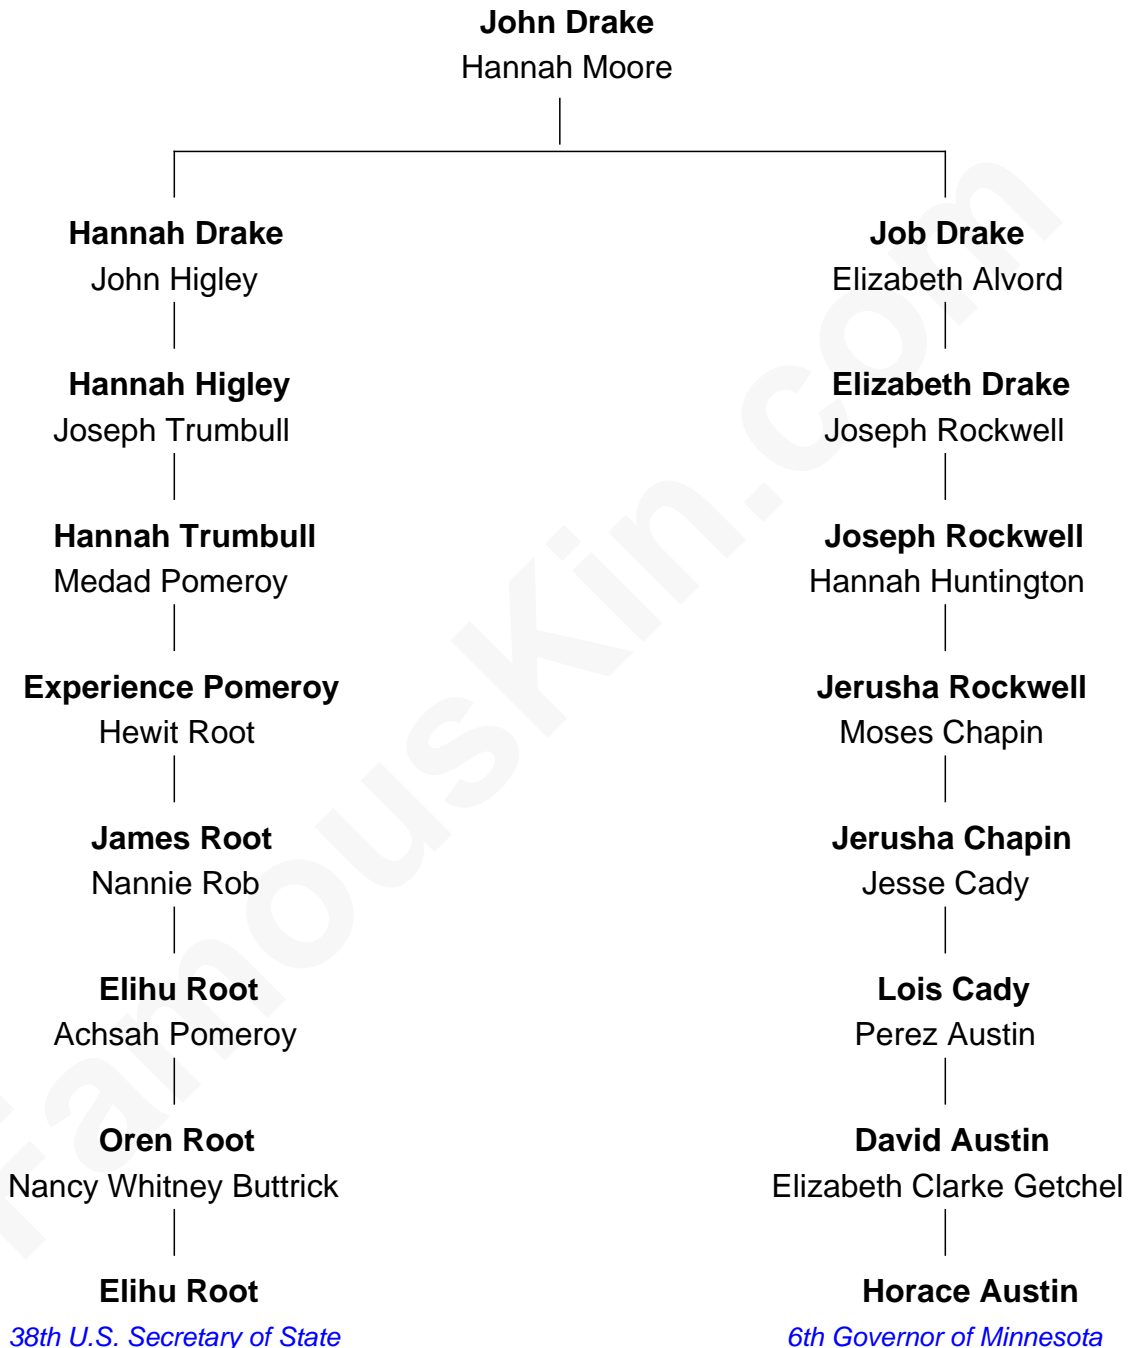 John Drake
Hannah Moore
Hannah Drake
John Higley
Job Drake
Elizabeth Alvord
Hannah Higley
Joseph Trumbull
Elizabeth Drake
Joseph Rockwell
Hannah Trumbull
Medad Pomeroy
Joseph Rockwell
Hannah Huntington
Experience Pomeroy
Hewit Root
Jerusha Rockwell
Moses Chapin
James Root
Nannie Rob
Jerusha Chapin
Jesse Cady
Elihu Root
Achsah Pomeroy
Lois Cady
Perez Austin
Oren Root
Nancy Whitney Buttrick
David Austin
Elizabeth Clarke Getchel
Elihu Root
38th U.S. Secretary of State
Horace Austin
6th Governor of Minnesota
FamousKin.com